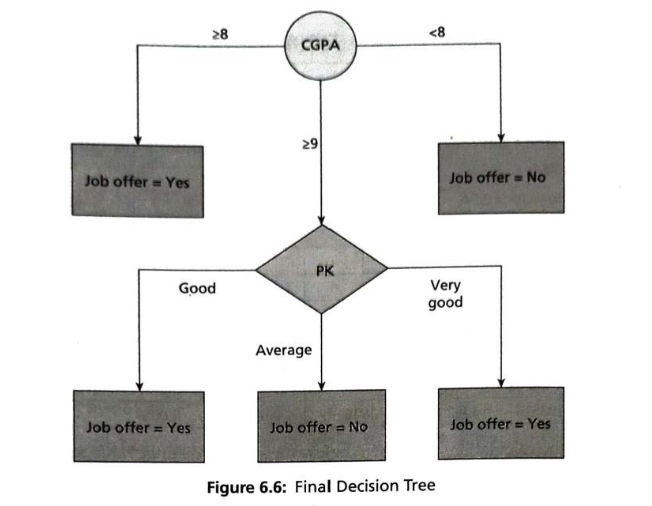 ≥8
CGPA
<8
≥9
Job offer = Yes
Job offer = No
PK
Good
Very
good
Average
Job offer = Yes
Job offer = No
Job offer = Yes
Figure 6.6: Final Decision Tree